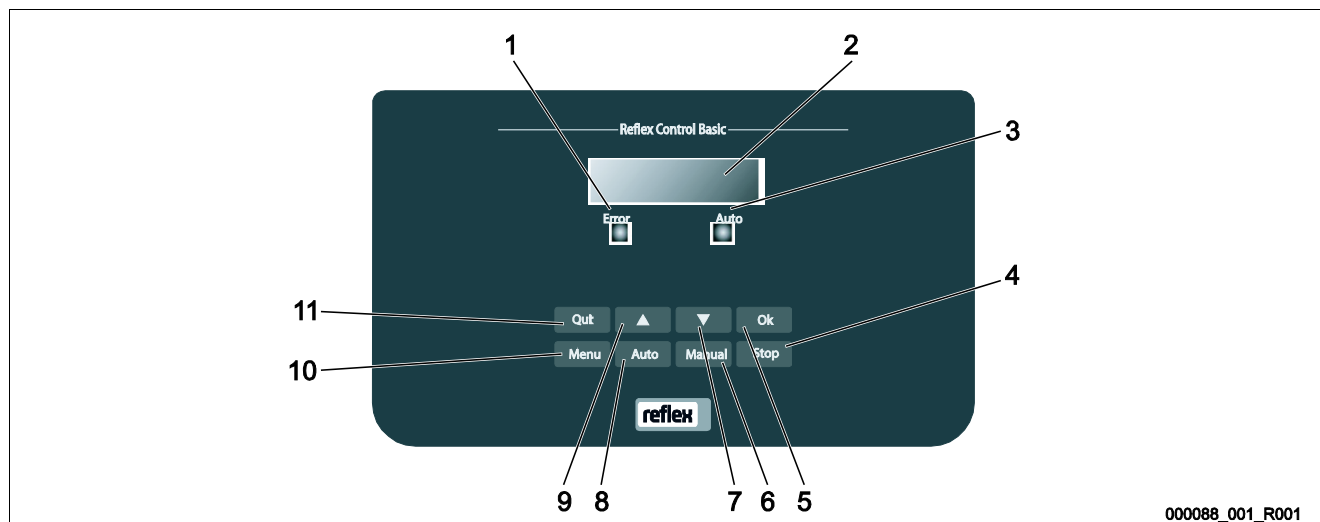 1
2
Reflex Control Basic
3
Error
Auto
4
11
Quit
▲
▼
Ok
10
Menu
Auto
Manual
Stop
reflex
9
8
7
6
5
000088_001_R001